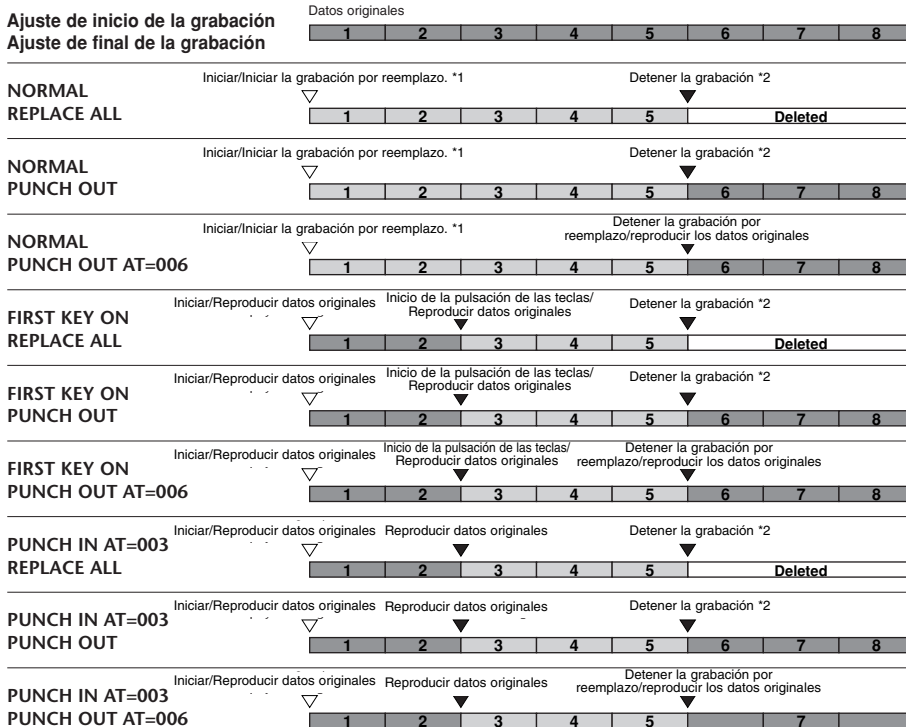 Ajuste de inicio de la grabación
Ajuste de final de la grabación
Datos originales
1 2 3 4 5 6 7 8
NORMAL
REPLACE ALL
Iniciar/Iniciar la grabación por reemplazo. *1
Detener la grabación *2
1 2 3 4 5 Deleted
NORMAL
PUNCH OUT
Iniciar/Iniciar la grabación por reemplazo. *1
Detener la grabación *2
1 2 3 4 5 6 7 8
NORMAL
PUNCH OUT AT=006
Iniciar/Iniciar la grabación por reemplazo. *1
Detener la grabación por
reemplazo/reproducir los datos originales
1 2 3 4 5 6 7 8
FIRST KEY ON
REPLACE ALL
Iniciar/Reproducir datos originales
Inicio de la pulsación de las teclas/
Reproducir datos originales
Detener la grabación *2
1 2 3 4 5 Deleted
FIRST KEY ON
PUNCH OUT
Iniciar/Reproducir datos originales
Inicio de la pulsación de las teclas/
Reproducir datos originales
Detener la grabación *2
1 2 3 4 5 6 7 8
FIRST KEY ON
PUNCH OUT AT=006
Iniciar/Reproducir datos originales
Inicio de la pulsación de las teclas/
Reproducir datos originales
Detener la grabación por
reemplazo/reproducir los datos originales
1 2 3 4 5 6 7 8
PUNCH IN AT=003
REPLACE ALL
Iniciar/Reproducir datos originales
Reproducir datos originales
Detener la grabación *2
1 2 3 4 5 Deleted
PUNCH IN AT=003
PUNCH OUT
Iniciar/Reproducir datos originales
Reproducir datos originales
Detener la grabación *2
1 2 3 4 5 6 7 8
PUNCH IN AT=003
PUNCH OUT AT=006
Iniciar/Reproducir datos originales
Reproducir datos originales
Detener la grabación por
reemplazo/reproducir los datos originales
1 2 3 4 5 7